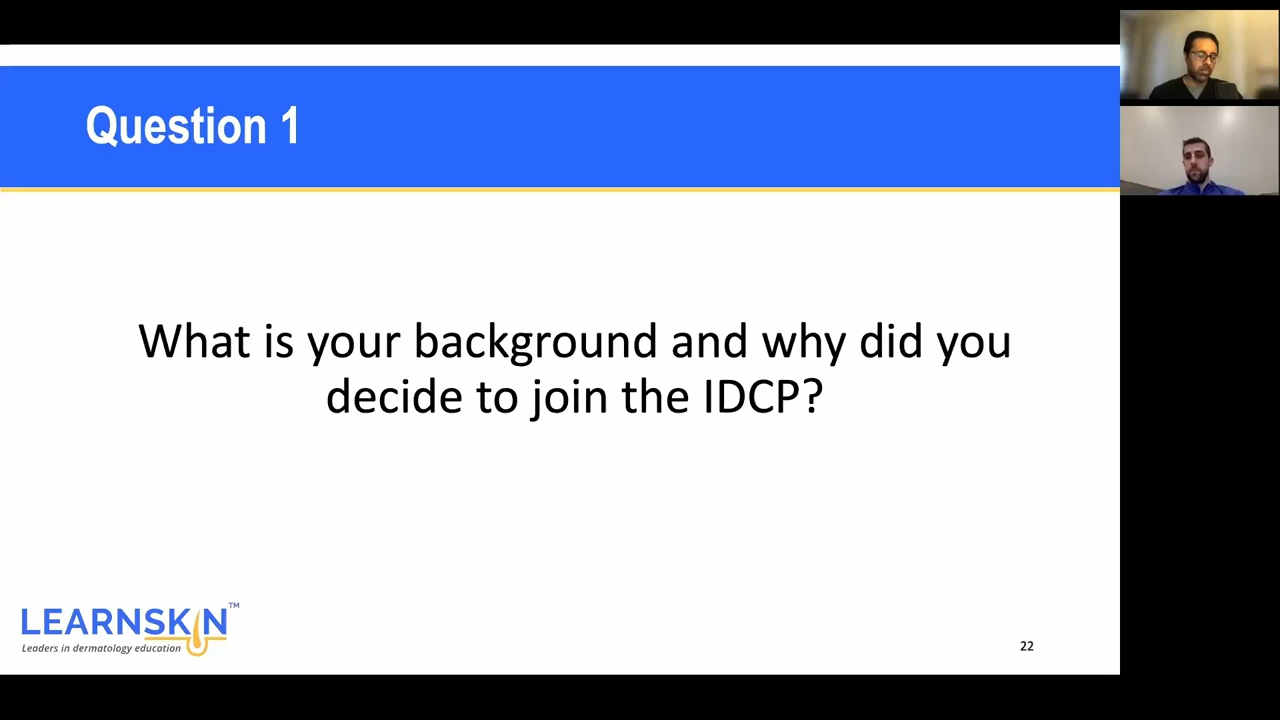 Question 1
What is your background and why did you
decide to join the IDCP?
LEARNSKIN™
Leaders in dermatology education
22